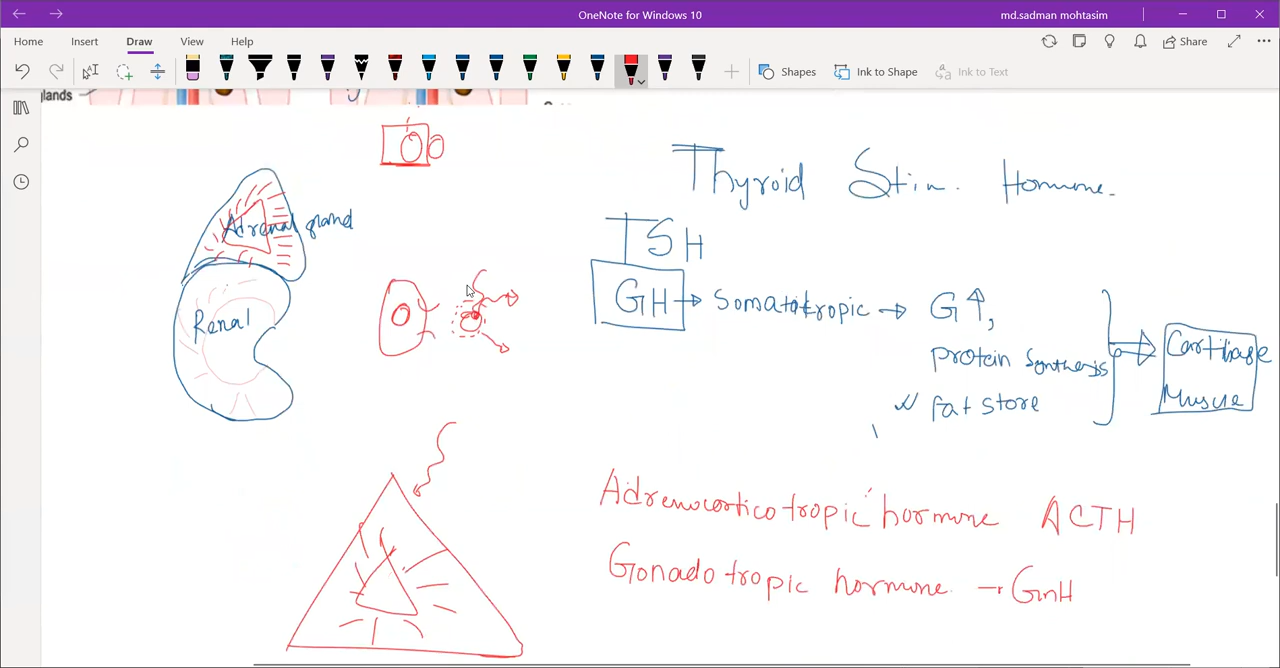 OneNote for Windows 10
md.sadman mohtasim
Home Insert Draw View Help
Share
Shapes
Ink to Shape
Ink to Text
lands
Thyroid Stim. Hormone.
TSH
Adrenal gland
GH → Somatotropic → G↑,
Renal
protein synthesis
Cartilage
fat store
Muscle
Adrenocorticotropic hormone ACTH
Gonadotropic hormone. → GnH